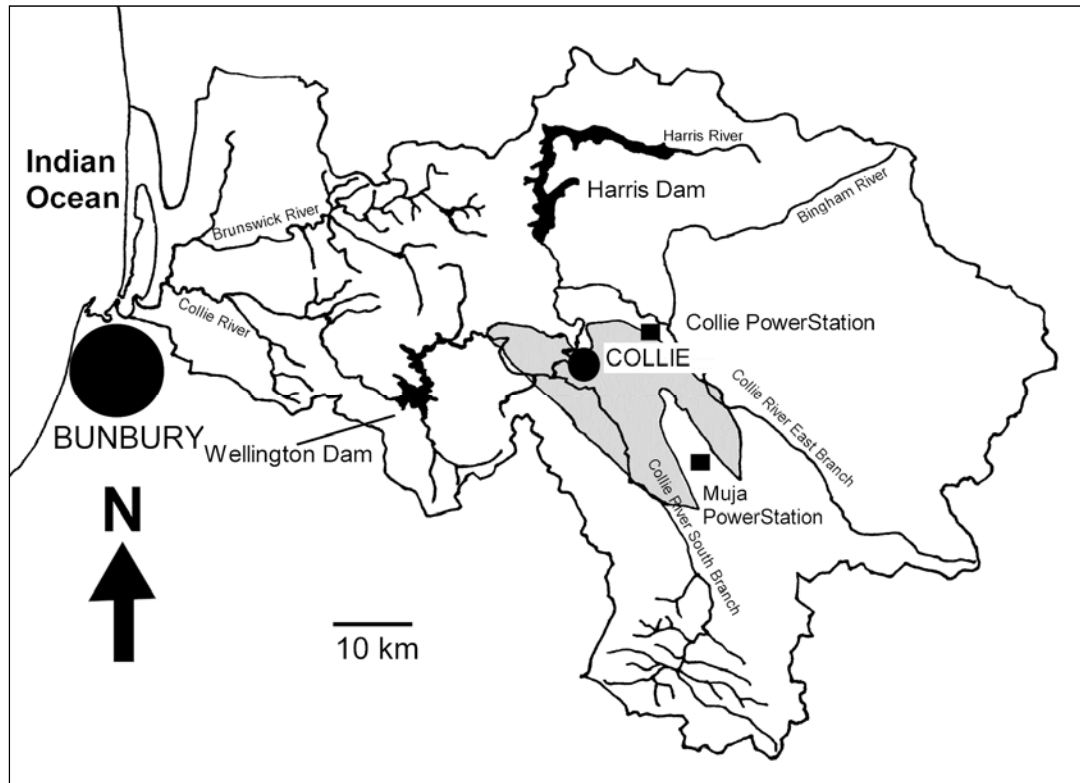 Harris River
Indian
Ocean
Harris Dam
Bingham River
Brunswick River
Collie River
Collie PowerStation
COLLIE
Collie River East Branch
BUNBURY
Wellington Dam
Collie River South Branch
Muja
PowerStation
N
10 km